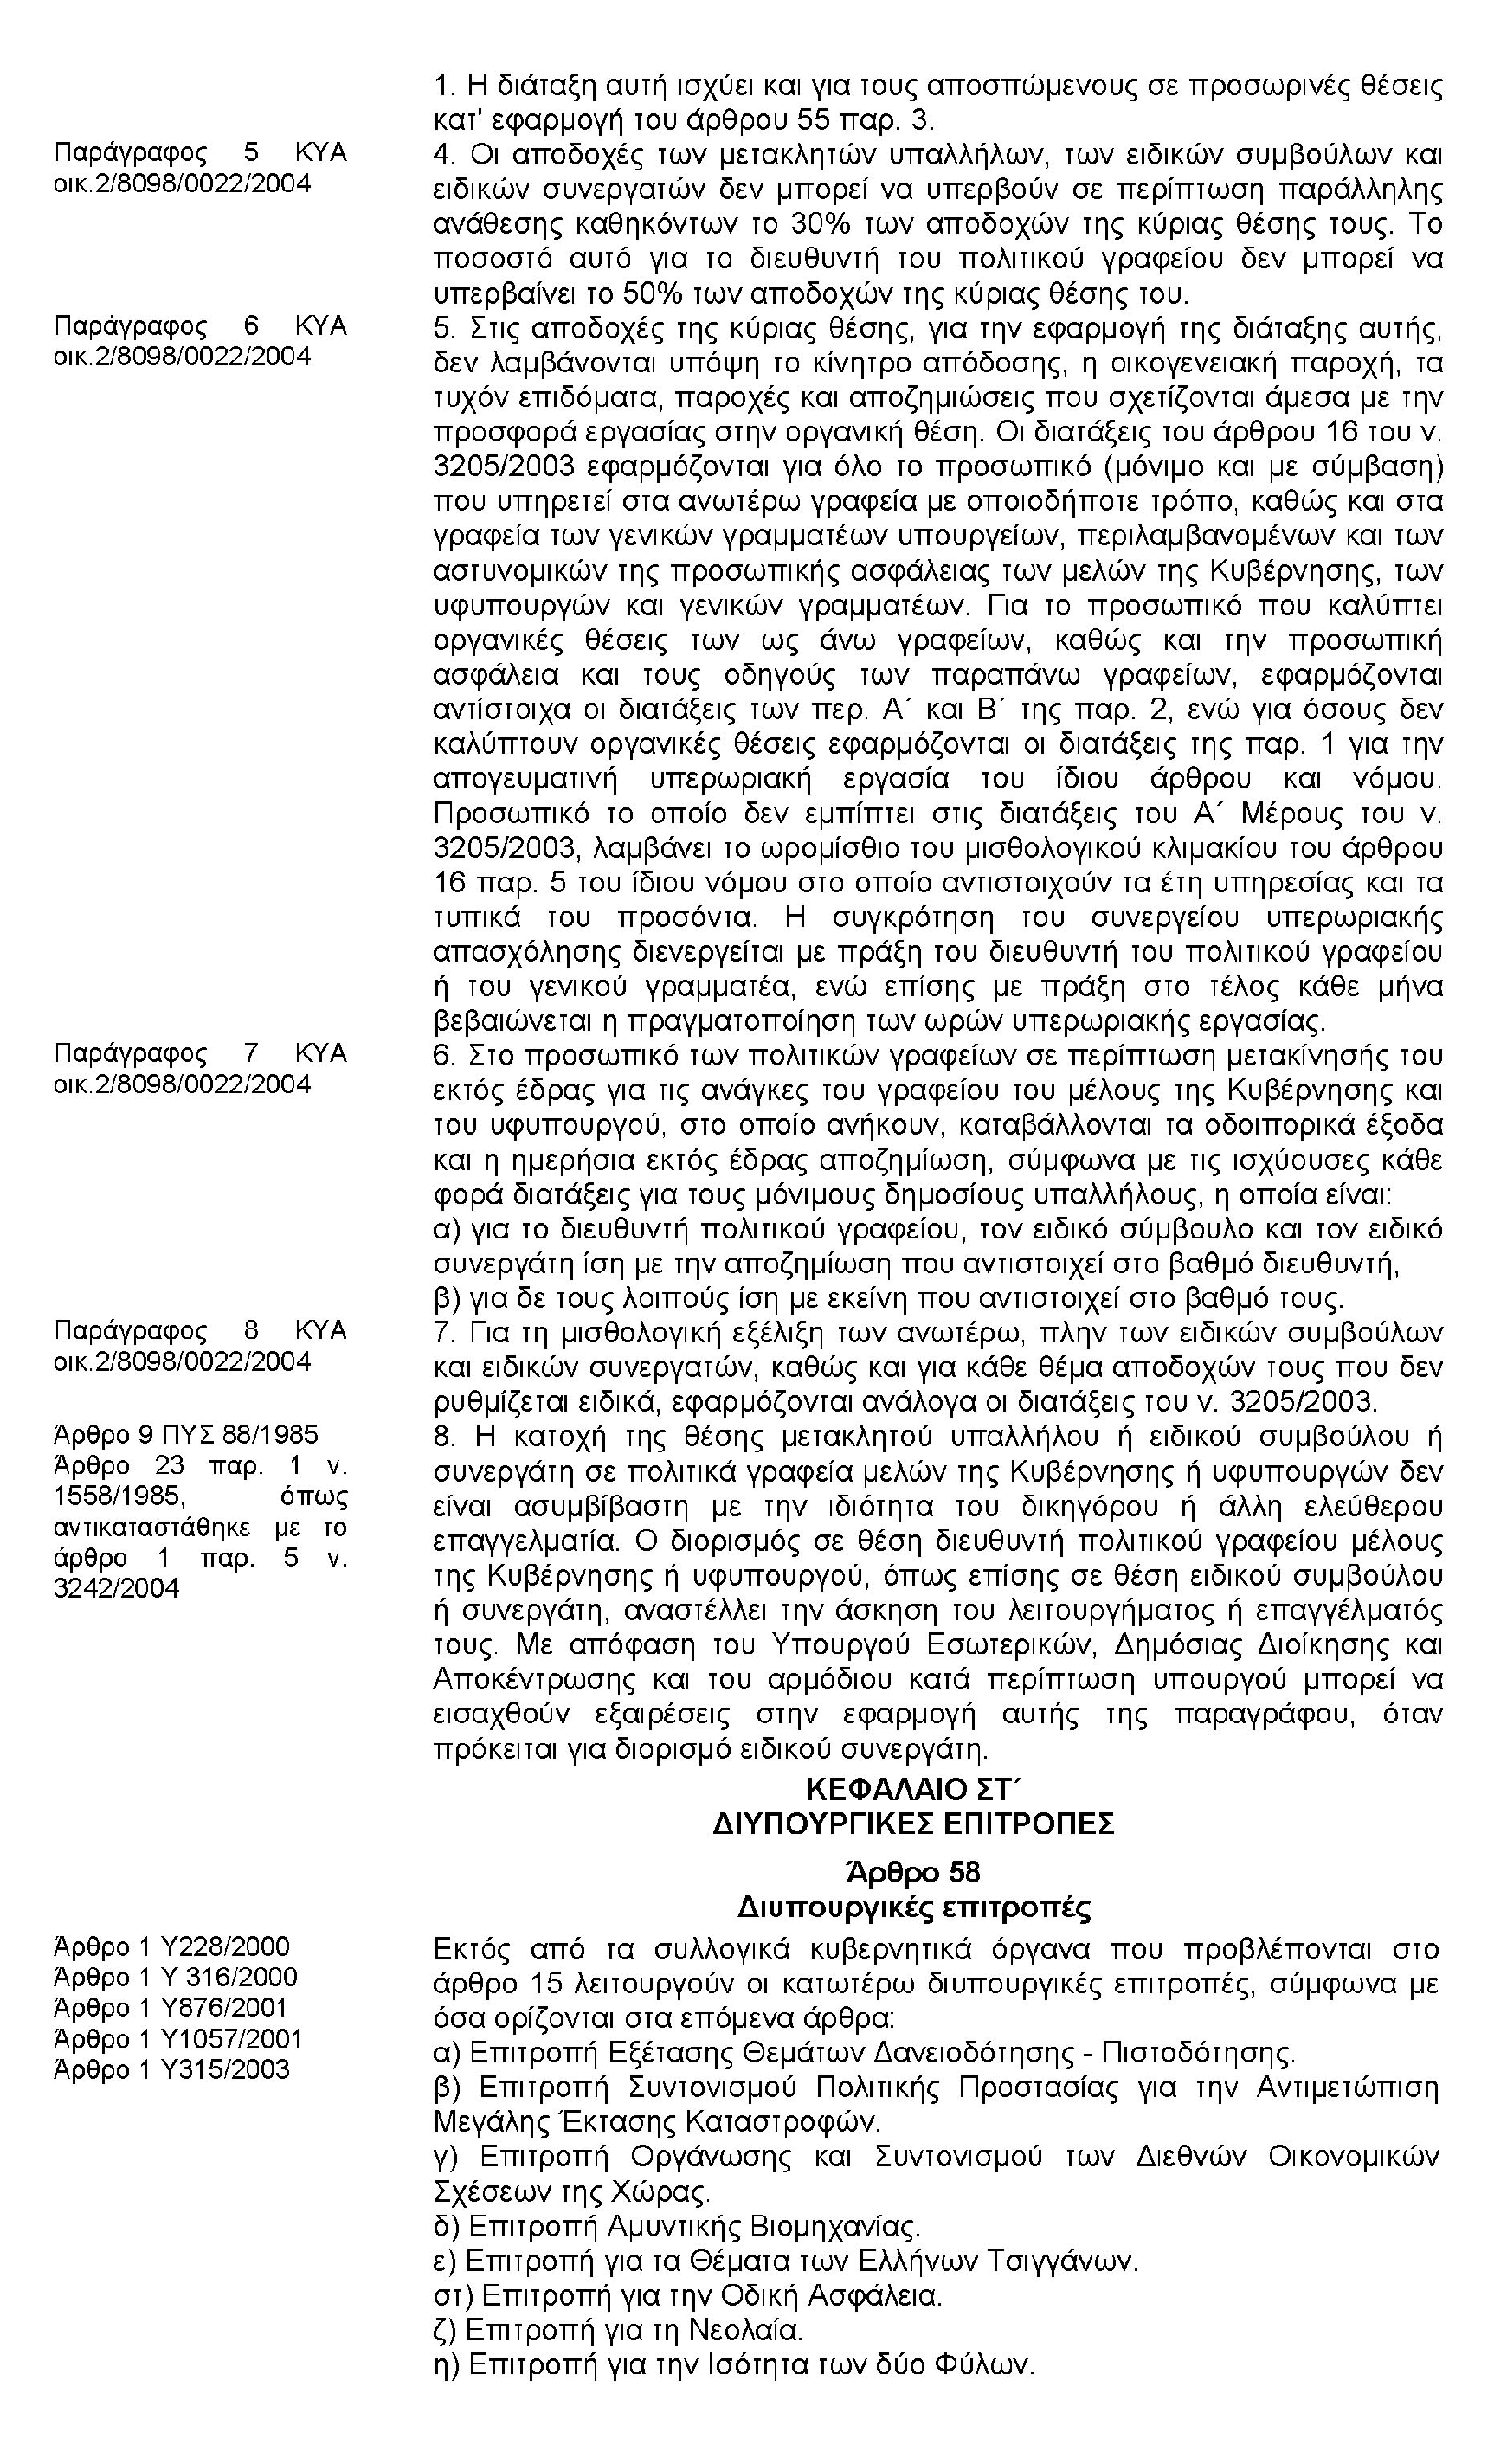 1. Η διάταξη αυτή ισχύει και για τους αποσπώμενους σε προσωρινές θέσεις
κατ' εφαρμογή του άρθρου 55 παρ. 3.
Παράγραφος 5 ΚΥΑ
οικ.2/8098/0022/2004
4. Οι αποδοχές των μετακλητών υπαλλήλων, των ειδικών συμβούλων και
ειδικών συνεργατών δεν μπορεί να υπερβούν σε περίπτωση παράλληλης
ανάθεσης καθηκόντων το 30% των αποδοχών της κύριας θέσης τους. Το
ποσοστό αυτό για το διευθυντή του πολιτικού γραφείου δεν μπορεί να
υπερβαίνει το 50% των αποδοχών της κύριας θέσης του.
Παράγραφος 6 ΚΥΑ
οικ.2/8098/0022/2004
5. Στις αποδοχές της κύριας θέσης, για την εφαρμογή της διάταξης αυτής,
δεν λαμβάνονται υπόψη το κίνητρο απόδοσης, η οικογενειακή παροχή, τα
τυχόν επιδόματα, παροχές και αποζημιώσεις που σχετίζονται άμεσα με την
προσφορά εργασίας στην οργανική θέση. Οι διατάξεις του άρθρου 16 του ν.
3205/2003 εφαρμόζονται για όλο το προσωπικό (μόνιμο και με σύμβαση)
που υπηρετεί στα ανωτέρω γραφεία με οποιοδήποτε τρόπο, καθώς και στα
γραφεία των γενικών γραμματέων υπουργείων, περιλαμβανομένων και των
αστυνομικών της προσωπικής ασφάλειας των μελών της Κυβέρνησης, των
υφυπουργών και γενικών γραμματέων. Για το προσωπικό που καλύπτει
οργανικές θέσεις των ως άνω γραφείων, καθώς και την προσωπική
ασφάλεια και τους οδηγούς των παραπάνω γραφείων, εφαρμόζονται
αντίστοιχα οι διατάξεις των περ. Α΄ και Β΄ της παρ. 2, ενώ για όσους δεν
καλύπτουν οργανικές θέσεις εφαρμόζονται οι διατάξεις της παρ. 1 για την
απογευματινή υπερωριακή εργασία του ίδιου άρθρου και νόμου.
Προσωπικό το οποίο δεν εμπίπτει στις διατάξεις του Α΄ Μέρους του ν.
3205/2003, λαμβάνει το ωρομίσθιο του μισθολογικού κλιμακίου του άρθρου
16 παρ. 5 του ίδιου νόμου στο οποίο αντιστοιχούν τα έτη υπηρεσίας και τα
τυπικά του προσόντα. Η συγκρότηση του συνεργείου υπερωριακής
απασχόλησης διενεργείται με πράξη του διευθυντή του πολιτικού γραφείου
ή του γενικού γραμματέα, ενώ επίσης με πράξη στο τέλος κάθε μήνα
βεβαιώνεται η πραγματοποίηση των ωρών υπερωριακής εργασίας.
Παράγραφος 7 ΚΥΑ
οικ.2/8098/0022/2004
6. Στο προσωπικό των πολιτικών γραφείων σε περίπτωση μετακίνησής του
εκτός έδρας για τις ανάγκες του γραφείου του μέλους της Κυβέρνησης και
του υφυπουργού, στο οποίο ανήκουν, καταβάλλονται τα οδοιπορικά έξοδα
και η ημερήσια εκτός έδρας αποζημίωση, σύμφωνα με τις ισχύουσες κάθε
φορά διατάξεις για τους μόνιμους δημοσίους υπαλλήλους, η οποία είναι:
α) για το διευθυντή πολιτικού γραφείου, τον ειδικό σύμβουλο και τον ειδικό
συνεργάτη ίση με την αποζημίωση που αντιστοιχεί στο βαθμό διευθυντή,
β) για δε τους λοιπούς ίση με εκείνη που αντιστοιχεί στο βαθμό τους.
Παράγραφος 8 ΚΥΑ
οικ.2/8098/0022/2004
7. Για τη μισθολογική εξέλιξη των ανωτέρω, πλην των ειδικών συμβούλων
και ειδικών συνεργατών, καθώς και για κάθε θέμα αποδοχών τους που δεν
ρυθμίζεται ειδικά, εφαρμόζονται ανάλογα οι διατάξεις του ν. 3205/2003.
Άρθρο 9 ΠΥΣ 88/1985
Άρθρο 23 παρ. 1 ν.
1558/1985, όπως
αντικαταστάθηκε με το
άρθρο 1 παρ. 5 ν.
3242/2004
8. Η κατοχή της θέσης μετακλητού υπαλλήλου ή ειδικού συμβούλου ή
συνεργάτη σε πολιτικά γραφεία μελών της Κυβέρνησης ή υφυπουργών δεν
είναι ασυμβίβαστη με την ιδιότητα του δικηγόρου ή άλλη ελεύθερου
επαγγελματία. Ο διορισμός σε θέση διευθυντή πολιτικού γραφείου μέλους
της Κυβέρνησης ή υφυπουργού, όπως επίσης σε θέση ειδικού συμβούλου
ή συνεργάτη, αναστέλλει την άσκηση του λειτουργήματος ή επαγγέλματός
τους. Με απόφαση του Υπουργού Εσωτερικών, Δημόσιας Διοίκησης και
Αποκέντρωσης και του αρμόδιου κατά περίπτωση υπουργού μπορεί να
εισαχθούν εξαιρέσεις στην εφαρμογή αυτής της παραγράφου, όταν
πρόκειται για διορισμό ειδικού συνεργάτη.
ΚΕΦΑΛΑΙΟ ΣΤ΄
ΔΙΥΠΟΥΡΓΙΚΕΣ ΕΠΙΤΡΟΠΕΣ
Άρθρο 58
Διυπουργικές επιτροπές
Άρθρο 1 Υ228/2000
Άρθρο 1 Υ 316/2000
Άρθρο 1 Υ876/2001
Άρθρο 1 Υ1057/2001
Άρθρο 1 Υ315/2003
Εκτός από τα συλλογικά κυβερνητικά όργανα που προβλέπονται στο
άρθρο 15 λειτουργούν οι κατωτέρω διυπουργικές επιτροπές, σύμφωνα με
όσα ορίζονται στα επόμενα άρθρα:
α) Επιτροπή Εξέτασης Θεμάτων Δανειοδότησης - Πιστοδότησης.
β) Επιτροπή Συντονισμού Πολιτικής Προστασίας για την Αντιμετώπιση
Μεγάλης Έκτασης Καταστροφών.
γ) Επιτροπή Οργάνωσης και Συντονισμού των Διεθνών Οικονομικών
Σχέσεων της Χώρας.
δ) Επιτροπή Αμυντικής Βιομηχανίας.
ε) Επιτροπή για τα Θέματα των Ελλήνων Τσιγγάνων.
στ) Επιτροπή για την Οδική Ασφάλεια.
ζ) Επιτροπή για τη Νεολαία.
η) Επιτροπή για την Ισότητα των δύο Φύλων.